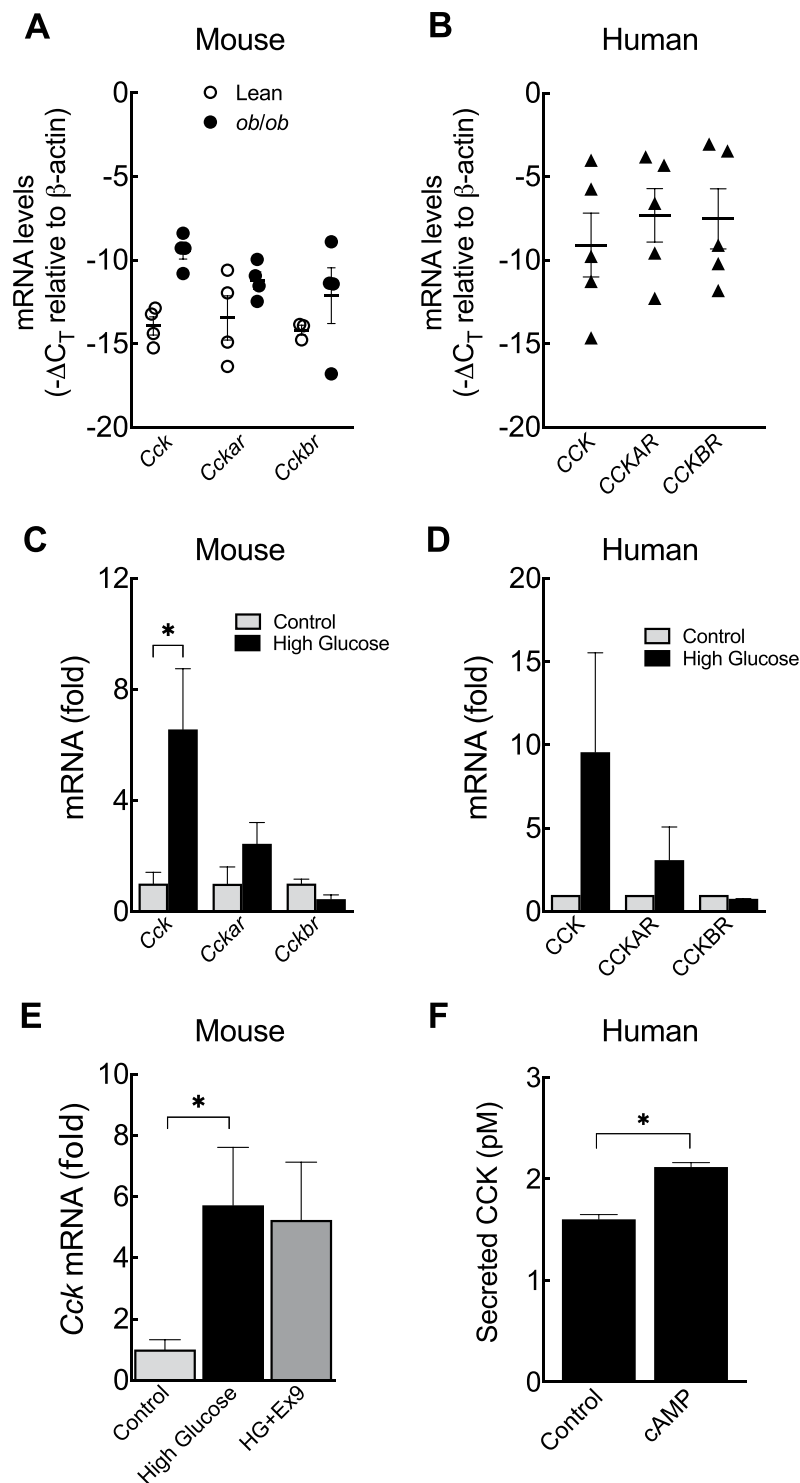 A
Mouse
mRNA levels
(-ΔCT relative to β-actin)
0
-5
-10
-15
-20
Lean
ob/ob
Cck
Cckar
Cckbr
B
Human
mRNA levels
(-ΔCT relative to β-actin)
0
-5
-10
-15
-20
CCK
CCKAR
CCKBR
C
Mouse
mRNA (fold)
12
8
4
0
*
Control
High Glucose
Cck
Cckar
Cckbr
D
Human
mRNA (fold)
20
15
10
5
0
Control
High Glucose
CCK
CCKAR
CCKBR
E
Mouse
Cck mRNA (fold)
10
8
6
4
2
0
*
Control
High Glucose
HG+Ex9
F
Human
Secreted CCK (pM)
3
2
1
0
*
Control
cAMP